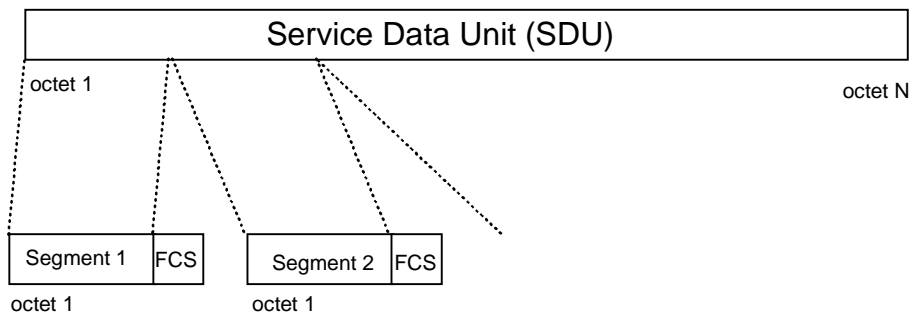 Service Data Unit (SDU)
octet 1
octet N
Segment 1
FCS
Segment 2
FCS
octet 1
octet 1